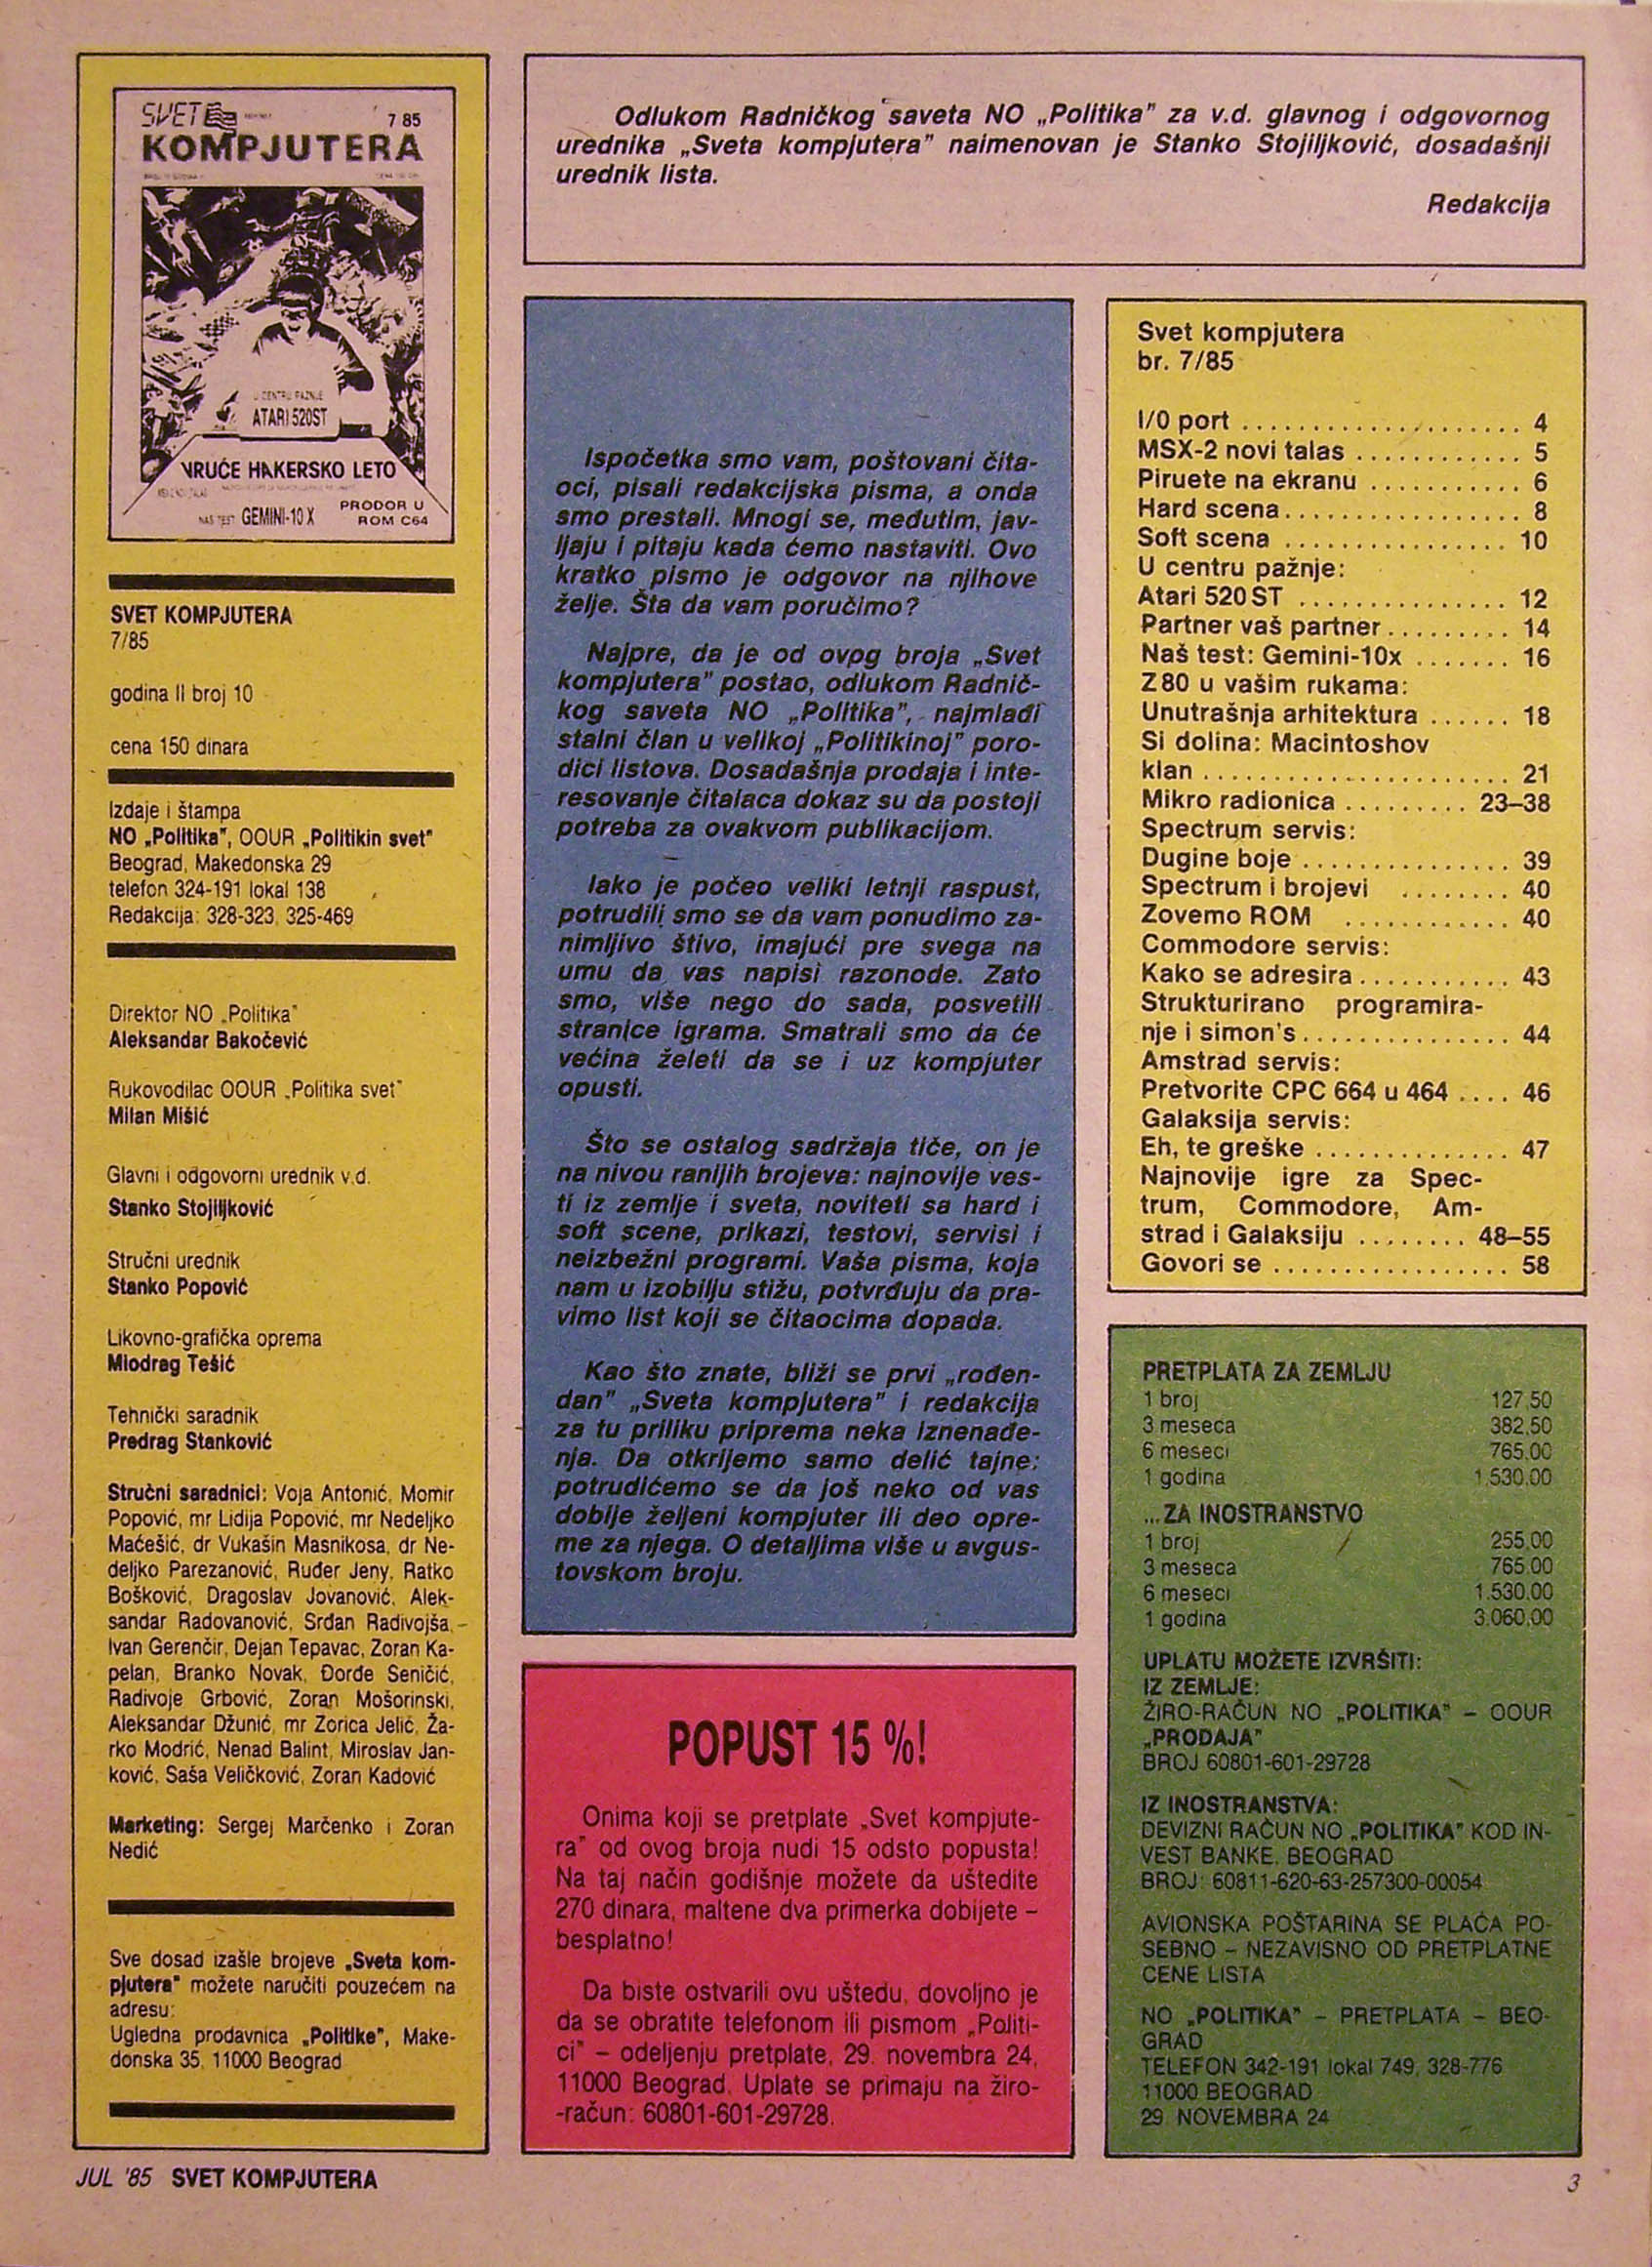 SVET
7 85
KOMPJUTERA
U CENTRU PAŽNJE
ATARI 520ST
VRUĆE HAKERSKO LETO
NAŠ TEST GEMINI-10 X
PRODOR U
ROM C64
SVET KOMPJUTERA
7/85
godina II broj 10
cena 150 dinara
Izdaje i štampa
NO „Politika", OOUR „Politikin svet"
Beograd, Makedonska 29
telefon 324-191 lokal 138
Redakcija: 328-323, 325-469
Direktor NO „Politika"
Aleksandar Bakočević
Rukovodilac OOUR „Politika svet"
Milan Mišić
Glavni i odgovorni urednik v.d.
Stanko Stojiljković
Stručni urednik
Stanko Popović
Likovno-grafička oprema
Miodrag Tešić
Tehnički saradnik
Predrag Stanković
Stručni saradnici: Voja Antonić, Momir
Popović, mr Lidija Popović, mr Nedeljko
Maćešić, dr Vukašin Masnikosa, dr Ne-
deljko Parezanović, Ruđer Jeny, Ratko
Bošković, Dragoslav Jovanović, Alek-
sandar Radovanović, Srđan Radivojša,
Ivan Gerenčir, Dejan Tepavac, Zoran Ka-
pelan, Branko Novak, Đorđe Seničić,
Radivoje Grbović, Zoran Mošorinski,
Aleksandar Džunić, mr Zorica Jelić, Ža-
rko Modrić, Nenad Balint, Miroslav Jan-
ković, Saša Veličković, Zoran Kadović
Marketing: Sergej Marčenko i Zoran
Nedić
Sve dosad izašle brojeve „Sveta kom-
pjutera" možete naručiti pouzećem na
adresu:
Ugledna prodavnica „Politike", Make-
donska 35, 11000 Beograd
Odlukom Radničkog saveta NO „Politika" za v.d. glavnog i odgovornog
urednika „Sveta kompjutera" naimenovan je Stanko Stojiljković, dosadašnji
urednik lista.
Redakcija
Ispočetka smo vam, poštovani čita-
oci, pisali redakcijska pisma, a onda
smo prestali. Mnogi se, međutim, jav-
ljaju i pitaju kada ćemo nastaviti. Ovo
kratko pismo je odgovor na njihove
želje. Šta da vam poručimo?
Najpre, da je od ovog broja „Svet
kompjutera" postao, odlukom Radnič-
kog saveta NO „Politika", najmlađi
stalni član u velikoj „Politikinoj" poro-
dici listova. Dosadašnja prodaja i inte-
resovanje čitalaca dokaz su da postoji
potreba za ovakvom publikacijom.
Iako je počeo veliki letnji raspust,
potrudili smo se da vam ponudimo za-
nimljivo štivo, imajući pre svega na
umu da vas napisi razonode. Zato
smo, više nego do sada, posvetili
stranice igrama. Smatrali smo da će
većina želeti da se i uz kompjuter
opusti.
Što se ostalog sadržaja tiče, on je
na nivou ranijih brojeva: najnovije ves-
ti iz zemlje i sveta, noviteti sa hard i
soft scene, prikazi, testovi, servisi i
neizbežni programi. Vaša pisma, koja
nam u izobilju stižu, potvrđuju da pra-
vimo list koji se čitaocima dopada.
Kao što znate, bliži se prvi „rođen-
dan" „Sveta kompjutera" i redakcija
za tu priliku priprema neka iznenađe-
nja. Da otkrijemo samo delić tajne:
potrudićemo se da još neko od vas
dobije željeni kompjuter ili deo opre-
me za njega. O detaljima više u avgus-
tovskom broju.
POPUST 15 %!
Onima koji se pretplate „Svet kompjute-
ra" od ovog broja nudi 15 odsto popusta!
Na taj način godišnje možete da uštedite
270 dinara, maltene dva primerka dobijete –
besplatno!
Da biste ostvarili ovu uštedu, dovoljno je
da se obratite telefonom ili pismom „Politi-
ci" – odeljenju pretplate, 29. novembra 24,
11000 Beograd. Uplate se primaju na žiro-
-račun: 60801-601-29728.
Svet kompjutera
br. 7/85
I/O port .................... 4
MSX-2 novi talas ............ 5
Piruete na ekranu ........... 6
Hard scena................. 8
Soft scena ................ 10
U centru pažnje:
Atari 520 ST ............... 12
Partner vaš partner......... 14
Naš test: Gemini-10x ....... 16
Z 80 u vašim rukama:
Unutrašnja arhitektura ...... 18
Si dolina: Macintoshov
klan ...................... 21
Mikro radionica ......... 23–38
Spectrum servis:
Dugine boje ............... 39
Spectrum i brojevi ........ 40
Zovemo ROM ............ 40
Commodore servis:
Kako se adresira........... 43
Strukturirano programira-
nje i simon's............... 44
Amstrad servis:
Pretvorite CPC 664 u 464 .... 46
Galaksija servis:
Eh, te greške .............. 47
Najnovije igre za Spec-
trum, Commodore, Am-
strad i Galaksiju ........ 48–55
Govori se ................. 58
PRETPLATA ZA ZEMLJU
1 broj 127,50
3 meseca 382,50
6 meseci 765,00
1 godina 1.530,00
...ZA INOSTRANSTVO
1 broj 255,00
3 meseca 765,00
6 meseci 1.530,00
1 godina 3.060,00
UPLATU MOŽETE IZVRŠITI:
IZ ZEMLJE:
ŽIRO-RAČUN NO „POLITIKA" – OOUR
„PRODAJA"
BROJ 60801-601-29728
IZ INOSTRANSTVA:
DEVIZNI RAČUN NO „POLITIKA" KOD IN-
VEST BANKE, BEOGRAD
BROJ: 60811-620-63-257300-00054
AVIONSKA POŠTARINA SE PLAĆA PO-
SEBNO – NEZAVISNO OD PRETPLATNE
CENE LISTA
NO „POLITIKA" – PRETPLATA – BEO-
GRAD
TELEFON 342-191 lokal 749, 328-776
11000 BEOGRAD
29. NOVEMBRA 24
JUL '85 SVET KOMPJUTERA
3